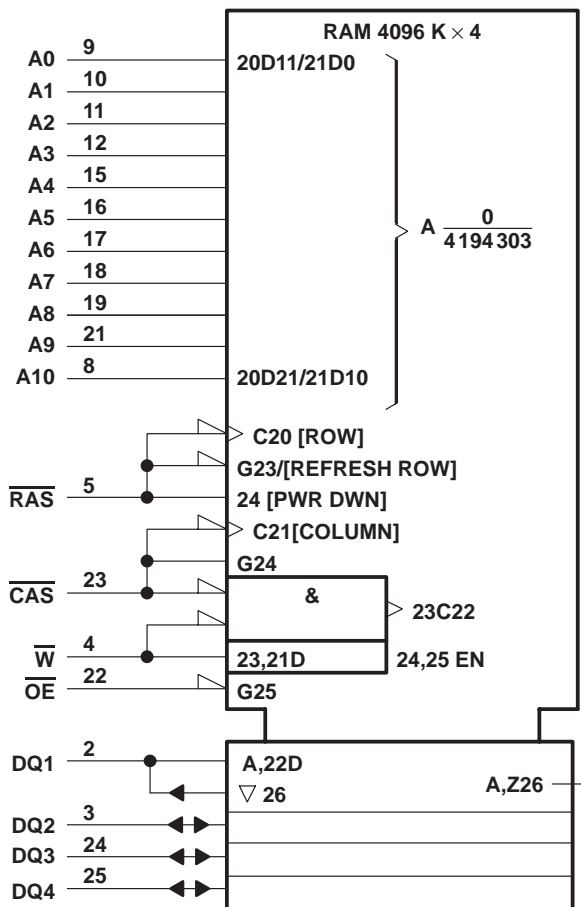 RAM 4096 K × 4
A0 9 20D11/21D0
A1 10
A2 11
A3 12
A4 15
A5 16
A6 17
A7 18
A8 19
A9 21
A10 8 20D21/21D10
A 0
4 194 303
C20 [ROW]
G23/[REFRESH ROW]
RAS 5 24 [PWR DWN]
C21[COLUMN]
G24
CAS 23 & 23C22
W 4 23,21D 24,25 EN
OE 22 G25
DQ1 2 A,22D
▽ 26 A,Z26
DQ2 3
DQ3 24
DQ4 25